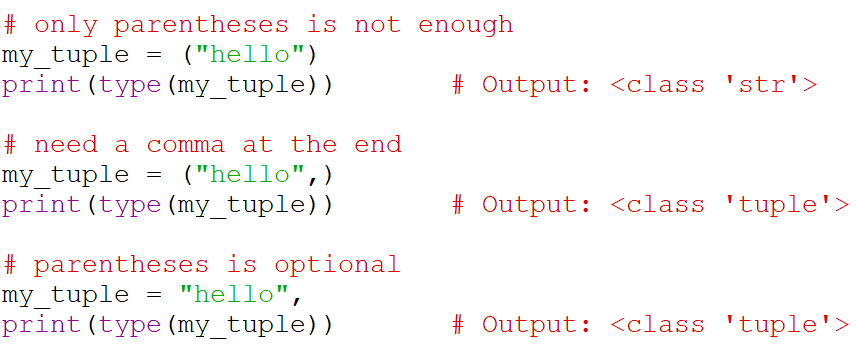 # only parentheses is not enough
my_tuple = ("hello")
print(type(my_tuple))        # Output: <class 'str'>
# need a comma at the end
my_tuple = ("hello",)
print(type(my_tuple))        # Output: <class 'tuple'>
# parentheses is optional
my_tuple = "hello",
print(type(my_tuple))        # Output: <class 'tuple'>